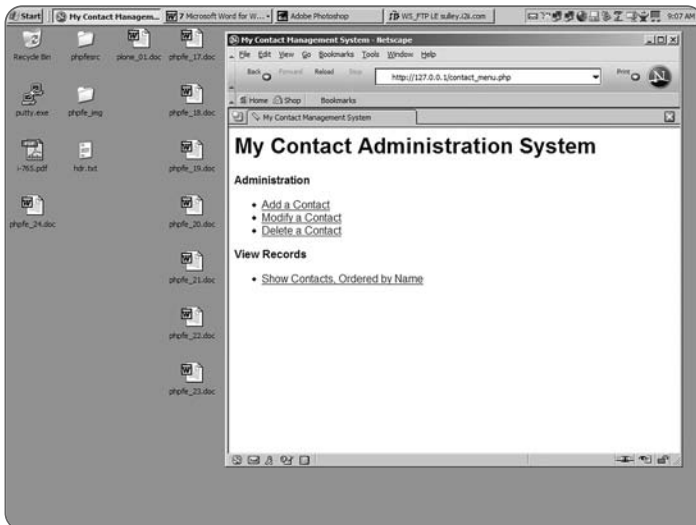 Start
My Contact Managem...
7 Microsoft Word for W...
Adobe Photoshop
WS_FTP LE sulley.i2ii.com
9:07 AM
Recycle Bin
phpfesrc
plone_01.doc
phpfe_17.doc
putty.exe
phpfe_img
phpfe_18.doc
i-765.pdf
hdr.txt
phpfe_19.doc
phpfe_24.doc
phpfe_20.doc
phpfe_21.doc
phpfe_22.doc
phpfe_23.doc
My Contact Management System - Netscape
File Edit View Go Bookmarks Tools Window Help
Back Forward Reload Stop
http://127.0.0.1/contact_menu.php
Print
N
Home Shop Bookmarks
My Contact Management System
My Contact Administration System
Administration
• Add a Contact
• Modify a Contact
• Delete a Contact
View Records
• Show Contacts, Ordered by Name